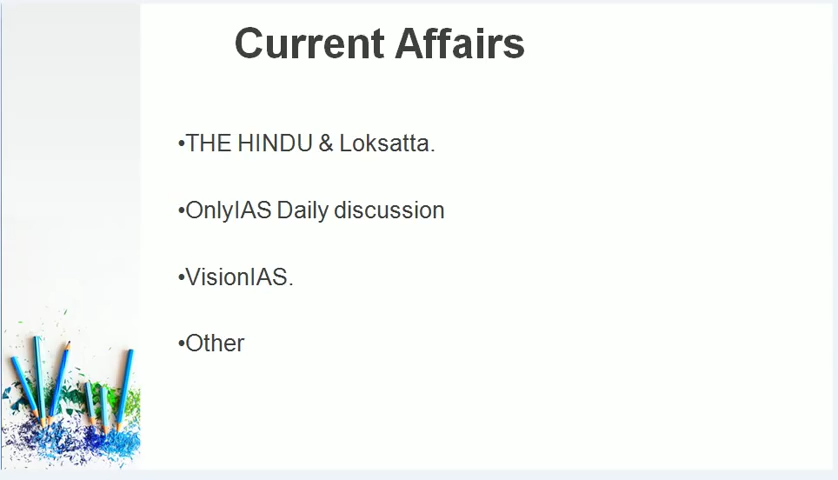 Current Affairs
•THE HINDU & Loksatta.
•OnlyIAS Daily discussion
•VisionIAS.
•Other